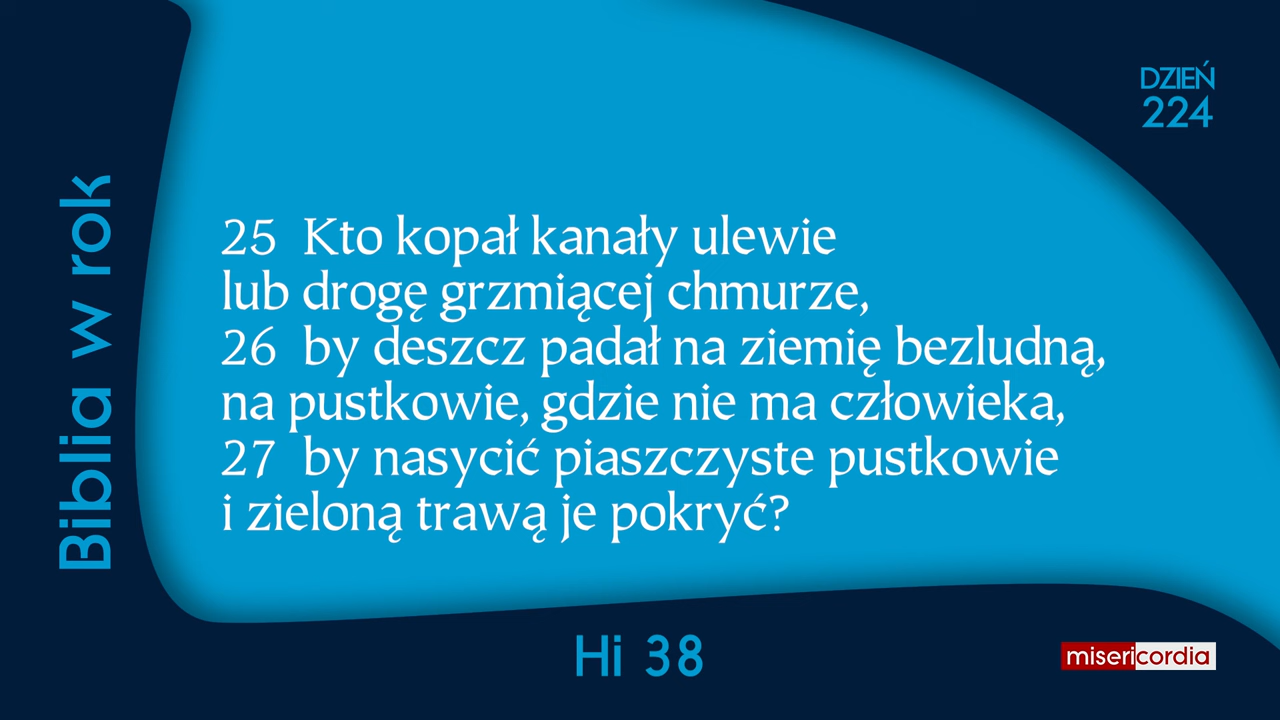 Biblia w rok
DZIEŃ
224
25 Kto kopał kanały ulewie
lub drogę grzmiącej chmurze,
26 by deszcz padał na ziemię bezludną,
na pustkowie, gdzie nie ma człowieka,
27 by nasycić piaszczyste pustkowie
i zieloną trawą je pokryć?
Hi 38
misericordia